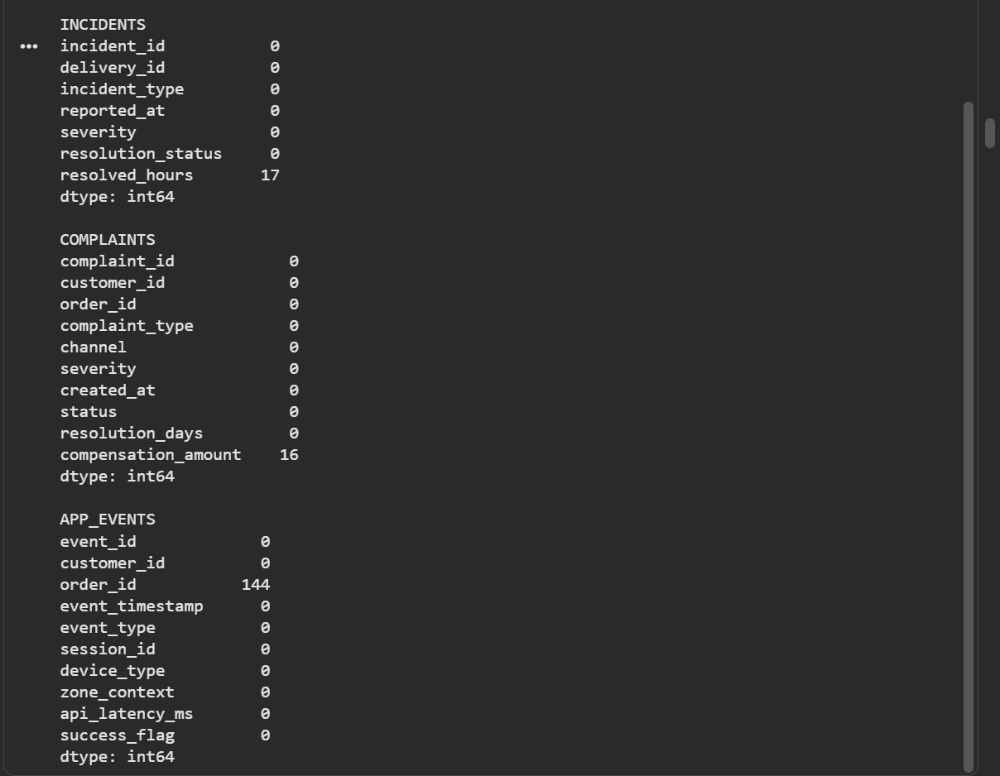 INCIDENTS
incident_id 0
delivery_id 0
incident_type 0
reported_at 0
severity 0
resolution_status 0
resolved_hours 17
dtype: int64
COMPLAINTS
complaint_id 0
customer_id 0
order_id 0
complaint_type 0
channel 0
severity 0
created_at 0
status 0
resolution_days 0
compensation_amount 16
dtype: int64
APP_EVENTS
event_id 0
customer_id 0
order_id 144
event_timestamp 0
event_type 0
session_id 0
device_type 0
zone_context 0
api_latency_ms 0
success_flag 0
dtype: int64